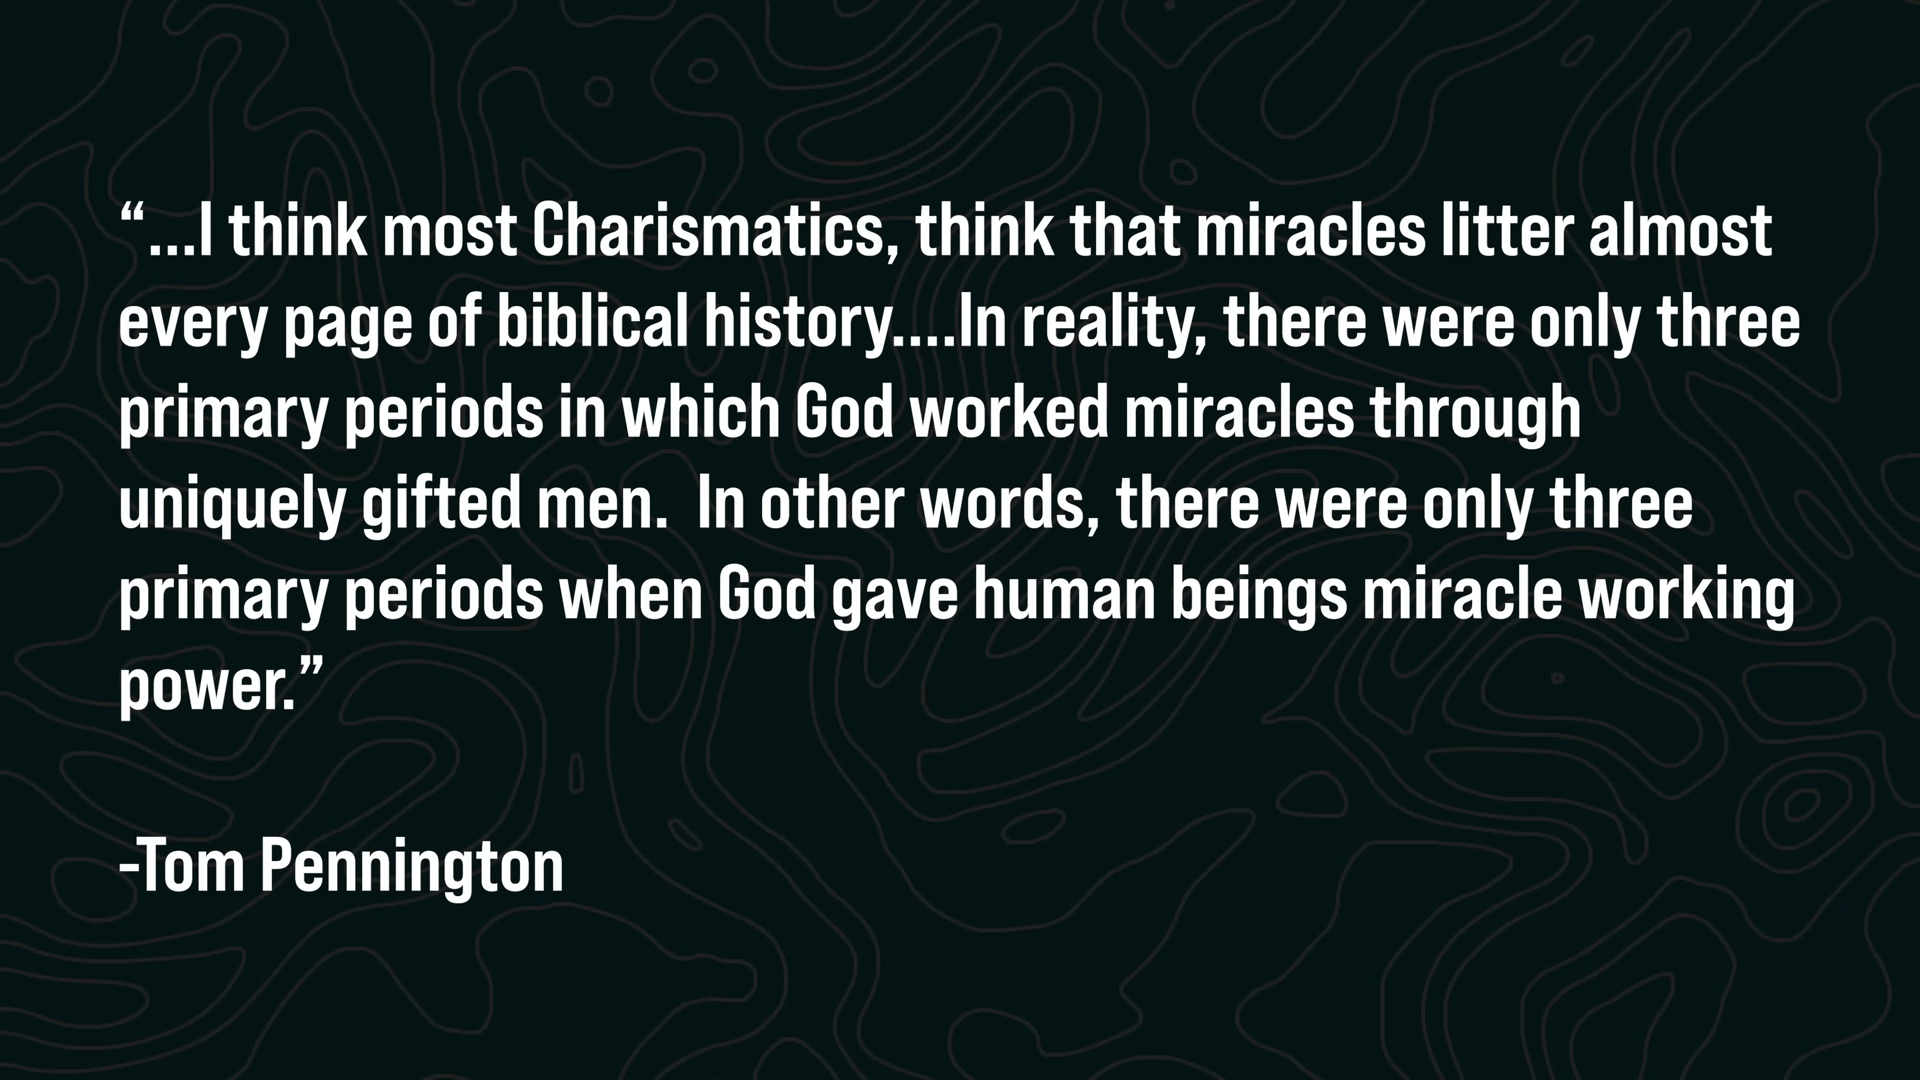 “...I think most Charismatics, think that miracles litter almost
every page of biblical history....In reality, there were only three
primary periods in which God worked miracles through
uniquely gifted men.  In other words, there were only three
primary periods when God gave human beings miracle working
power.”
-Tom Pennington